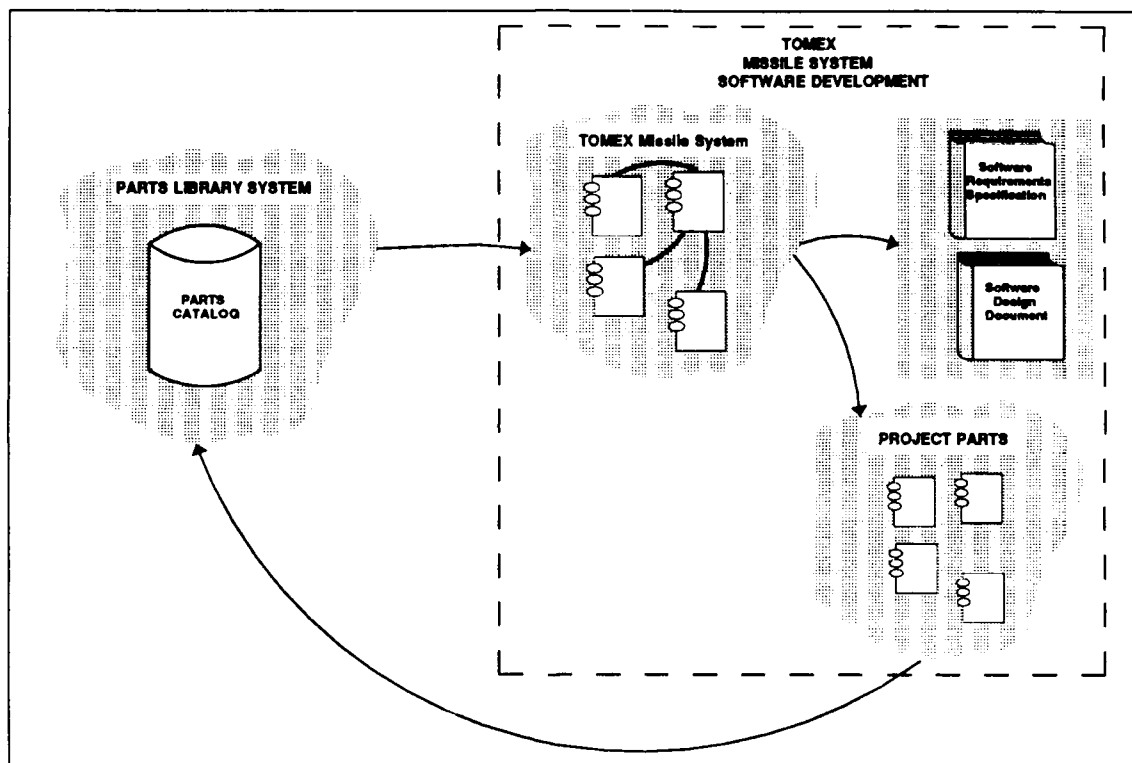 TOMEX
MISSILE SYSTEM
SOFTWARE DEVELOPMENT
TOMEX Missile System
Software
Requirements
Specification
PARTS LIBRARY SYSTEM
PARTS
CATALOG
Software
Design
Document
PROJECT PARTS